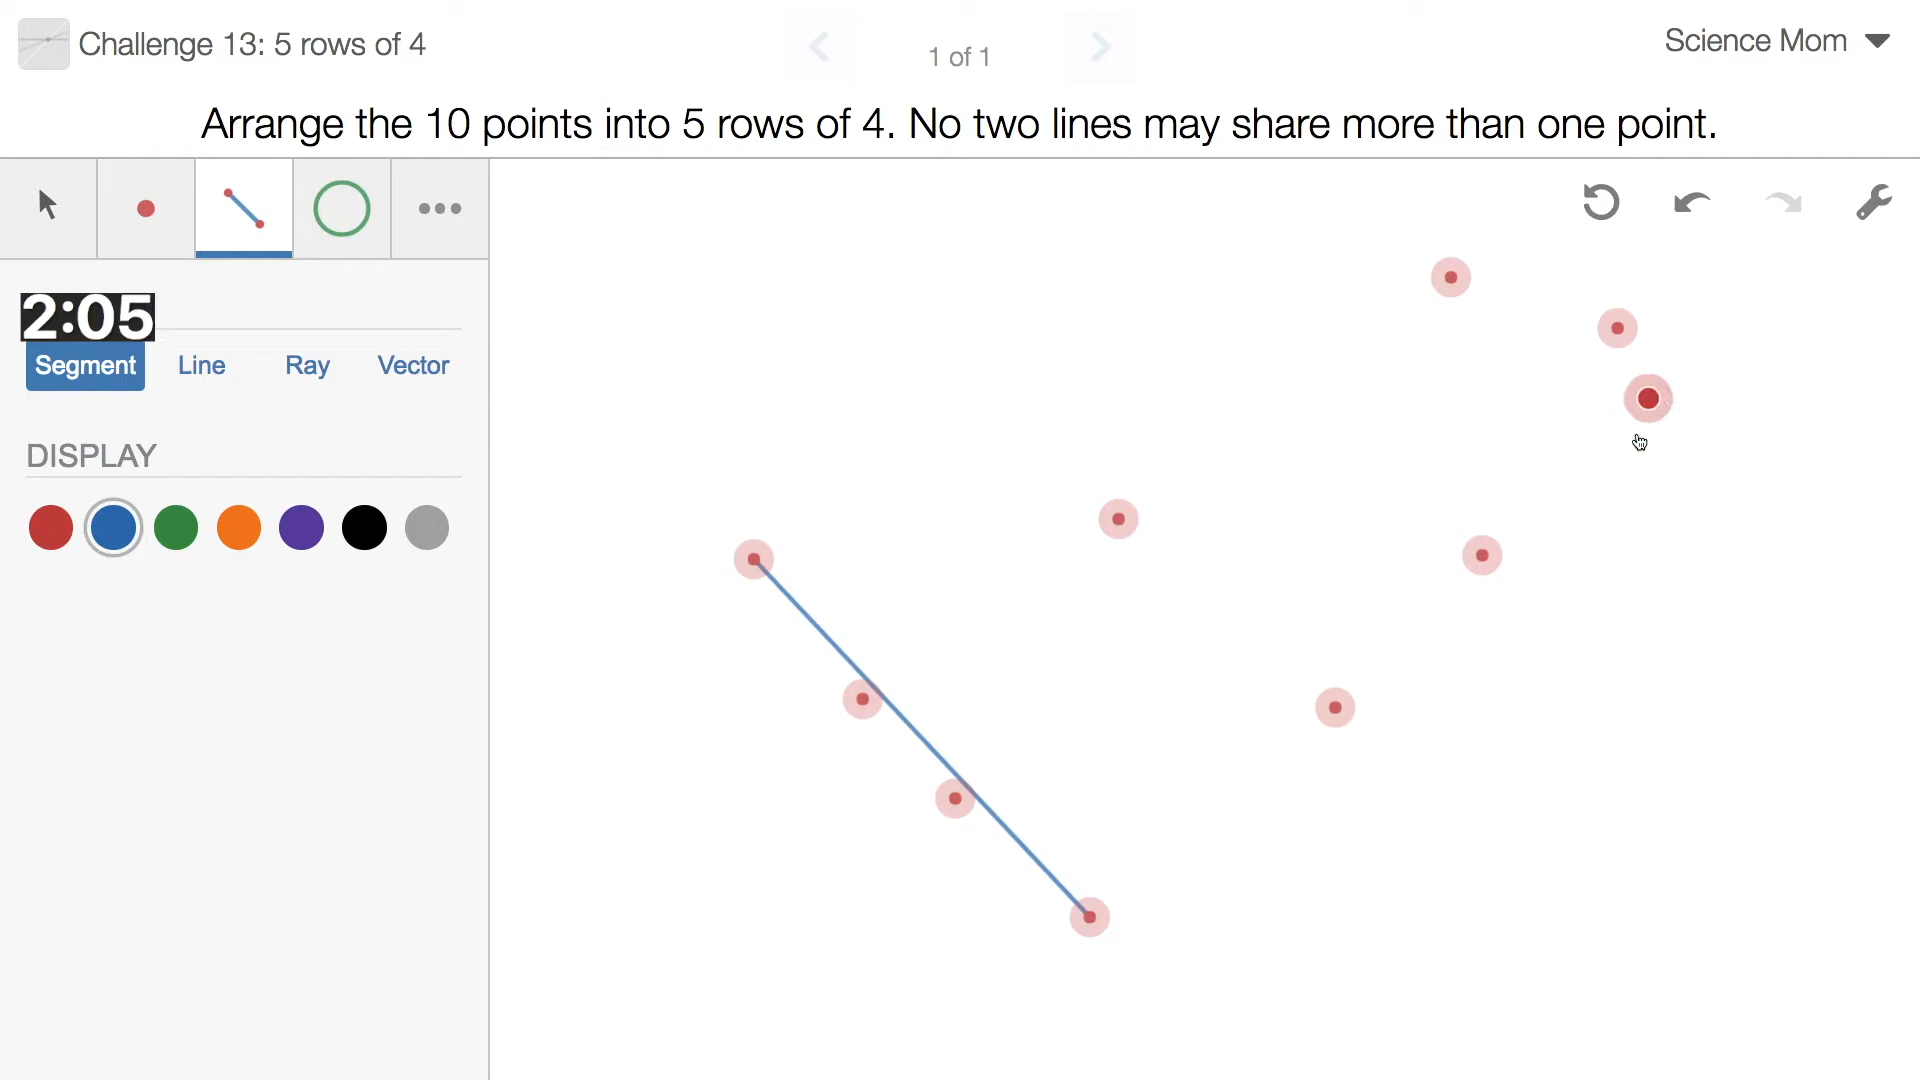 Challenge 13: 5 rows of 4
1 of 1
Science Mom
Arrange the 10 points into 5 rows of 4. No two lines may share more than one point.
2:05
Segment Line Ray Vector
DISPLAY